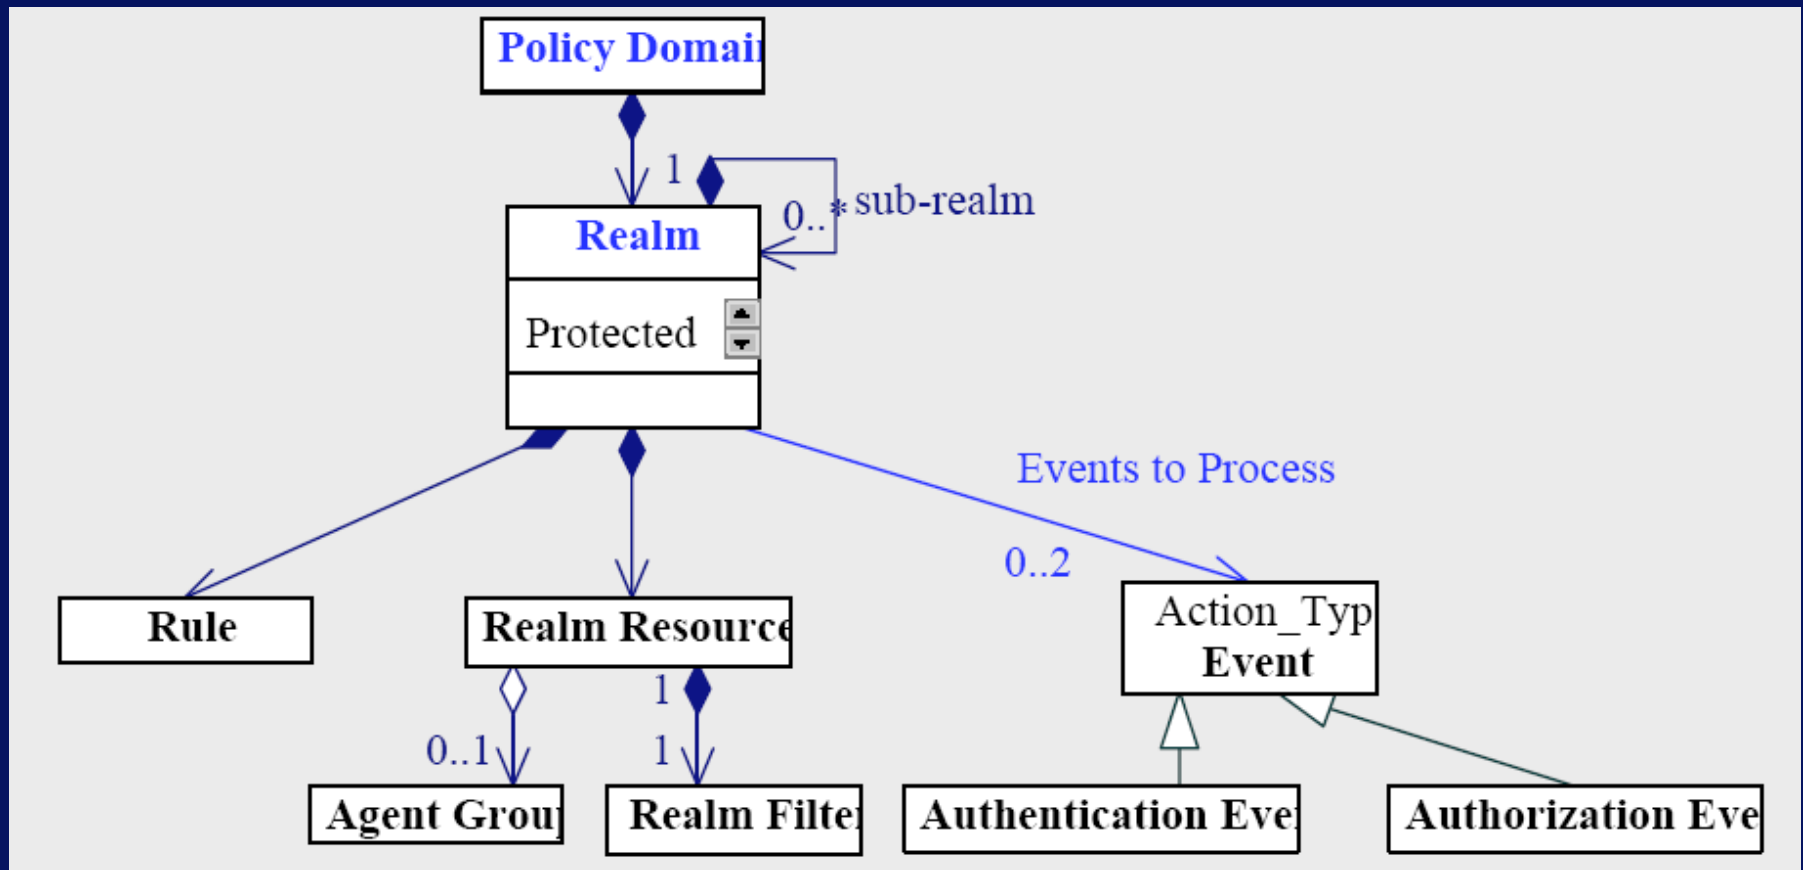 Policy Domai
1
0..*
sub-realm
Realm
Protected
Events to Process
0..2
Rule
Realm Resource
Action_Typ
Event
1
0..1
1
Agent Grou
Realm Filte
Authentication Eve
Authorization Eve